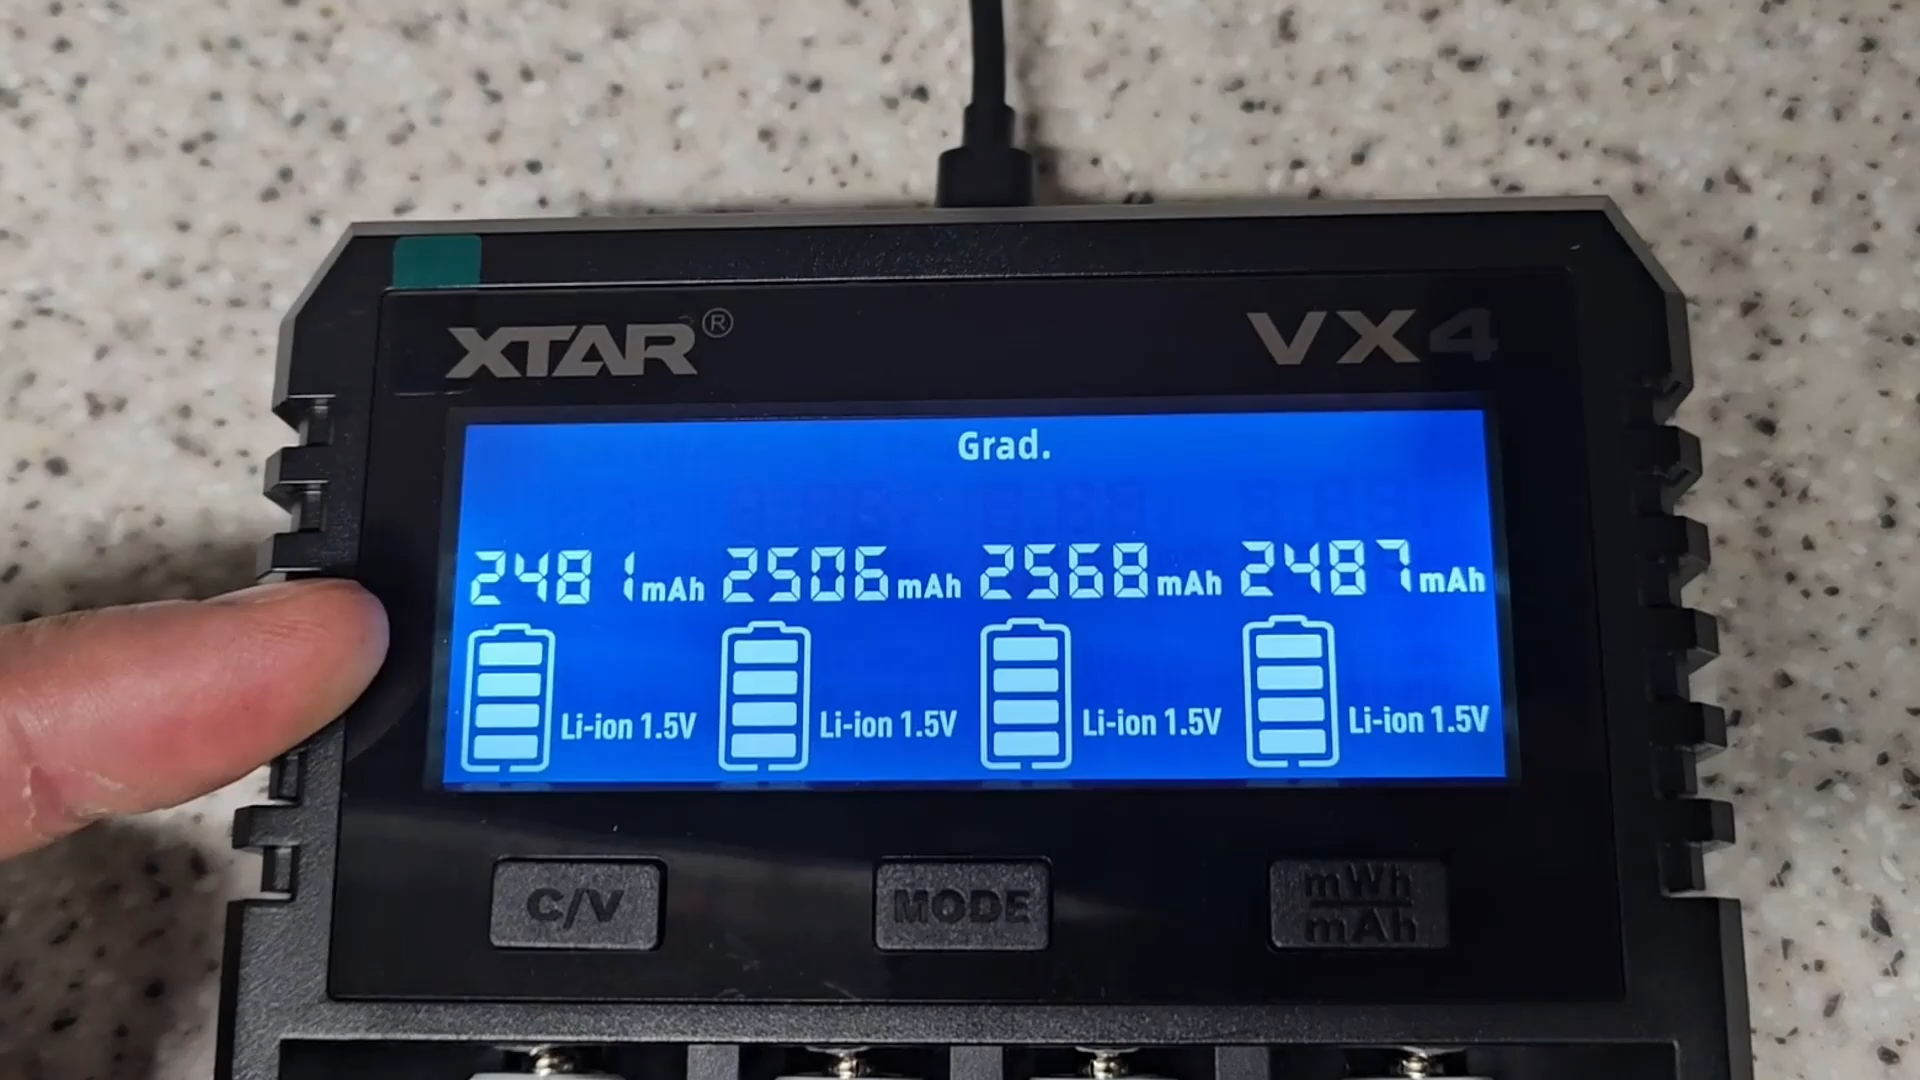 XTAR® VX4
Grad.
2481mAh 2506mAh 2568mAh 2487mAh
Li-ion 1.5V Li-ion 1.5V Li-ion 1.5V Li-ion 1.5V
C/V MODE mWh
mAh